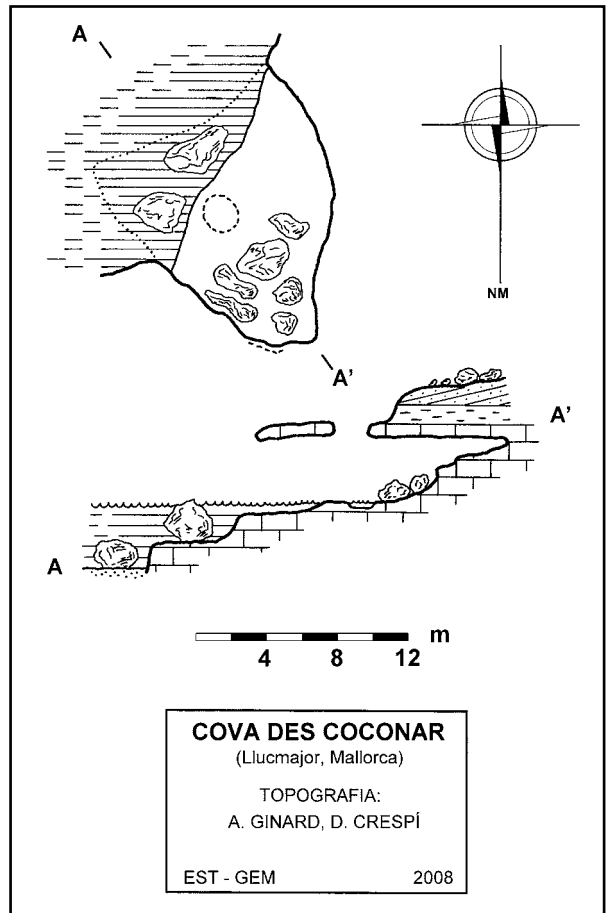 A
NM
A'
A'
A
m
4 8 12
COVA DES COCONAR
(Llucmajor, Mallorca)
TOPOGRAFIA:
A. GINARD, D. CRESPÍ
EST - GEM 2008